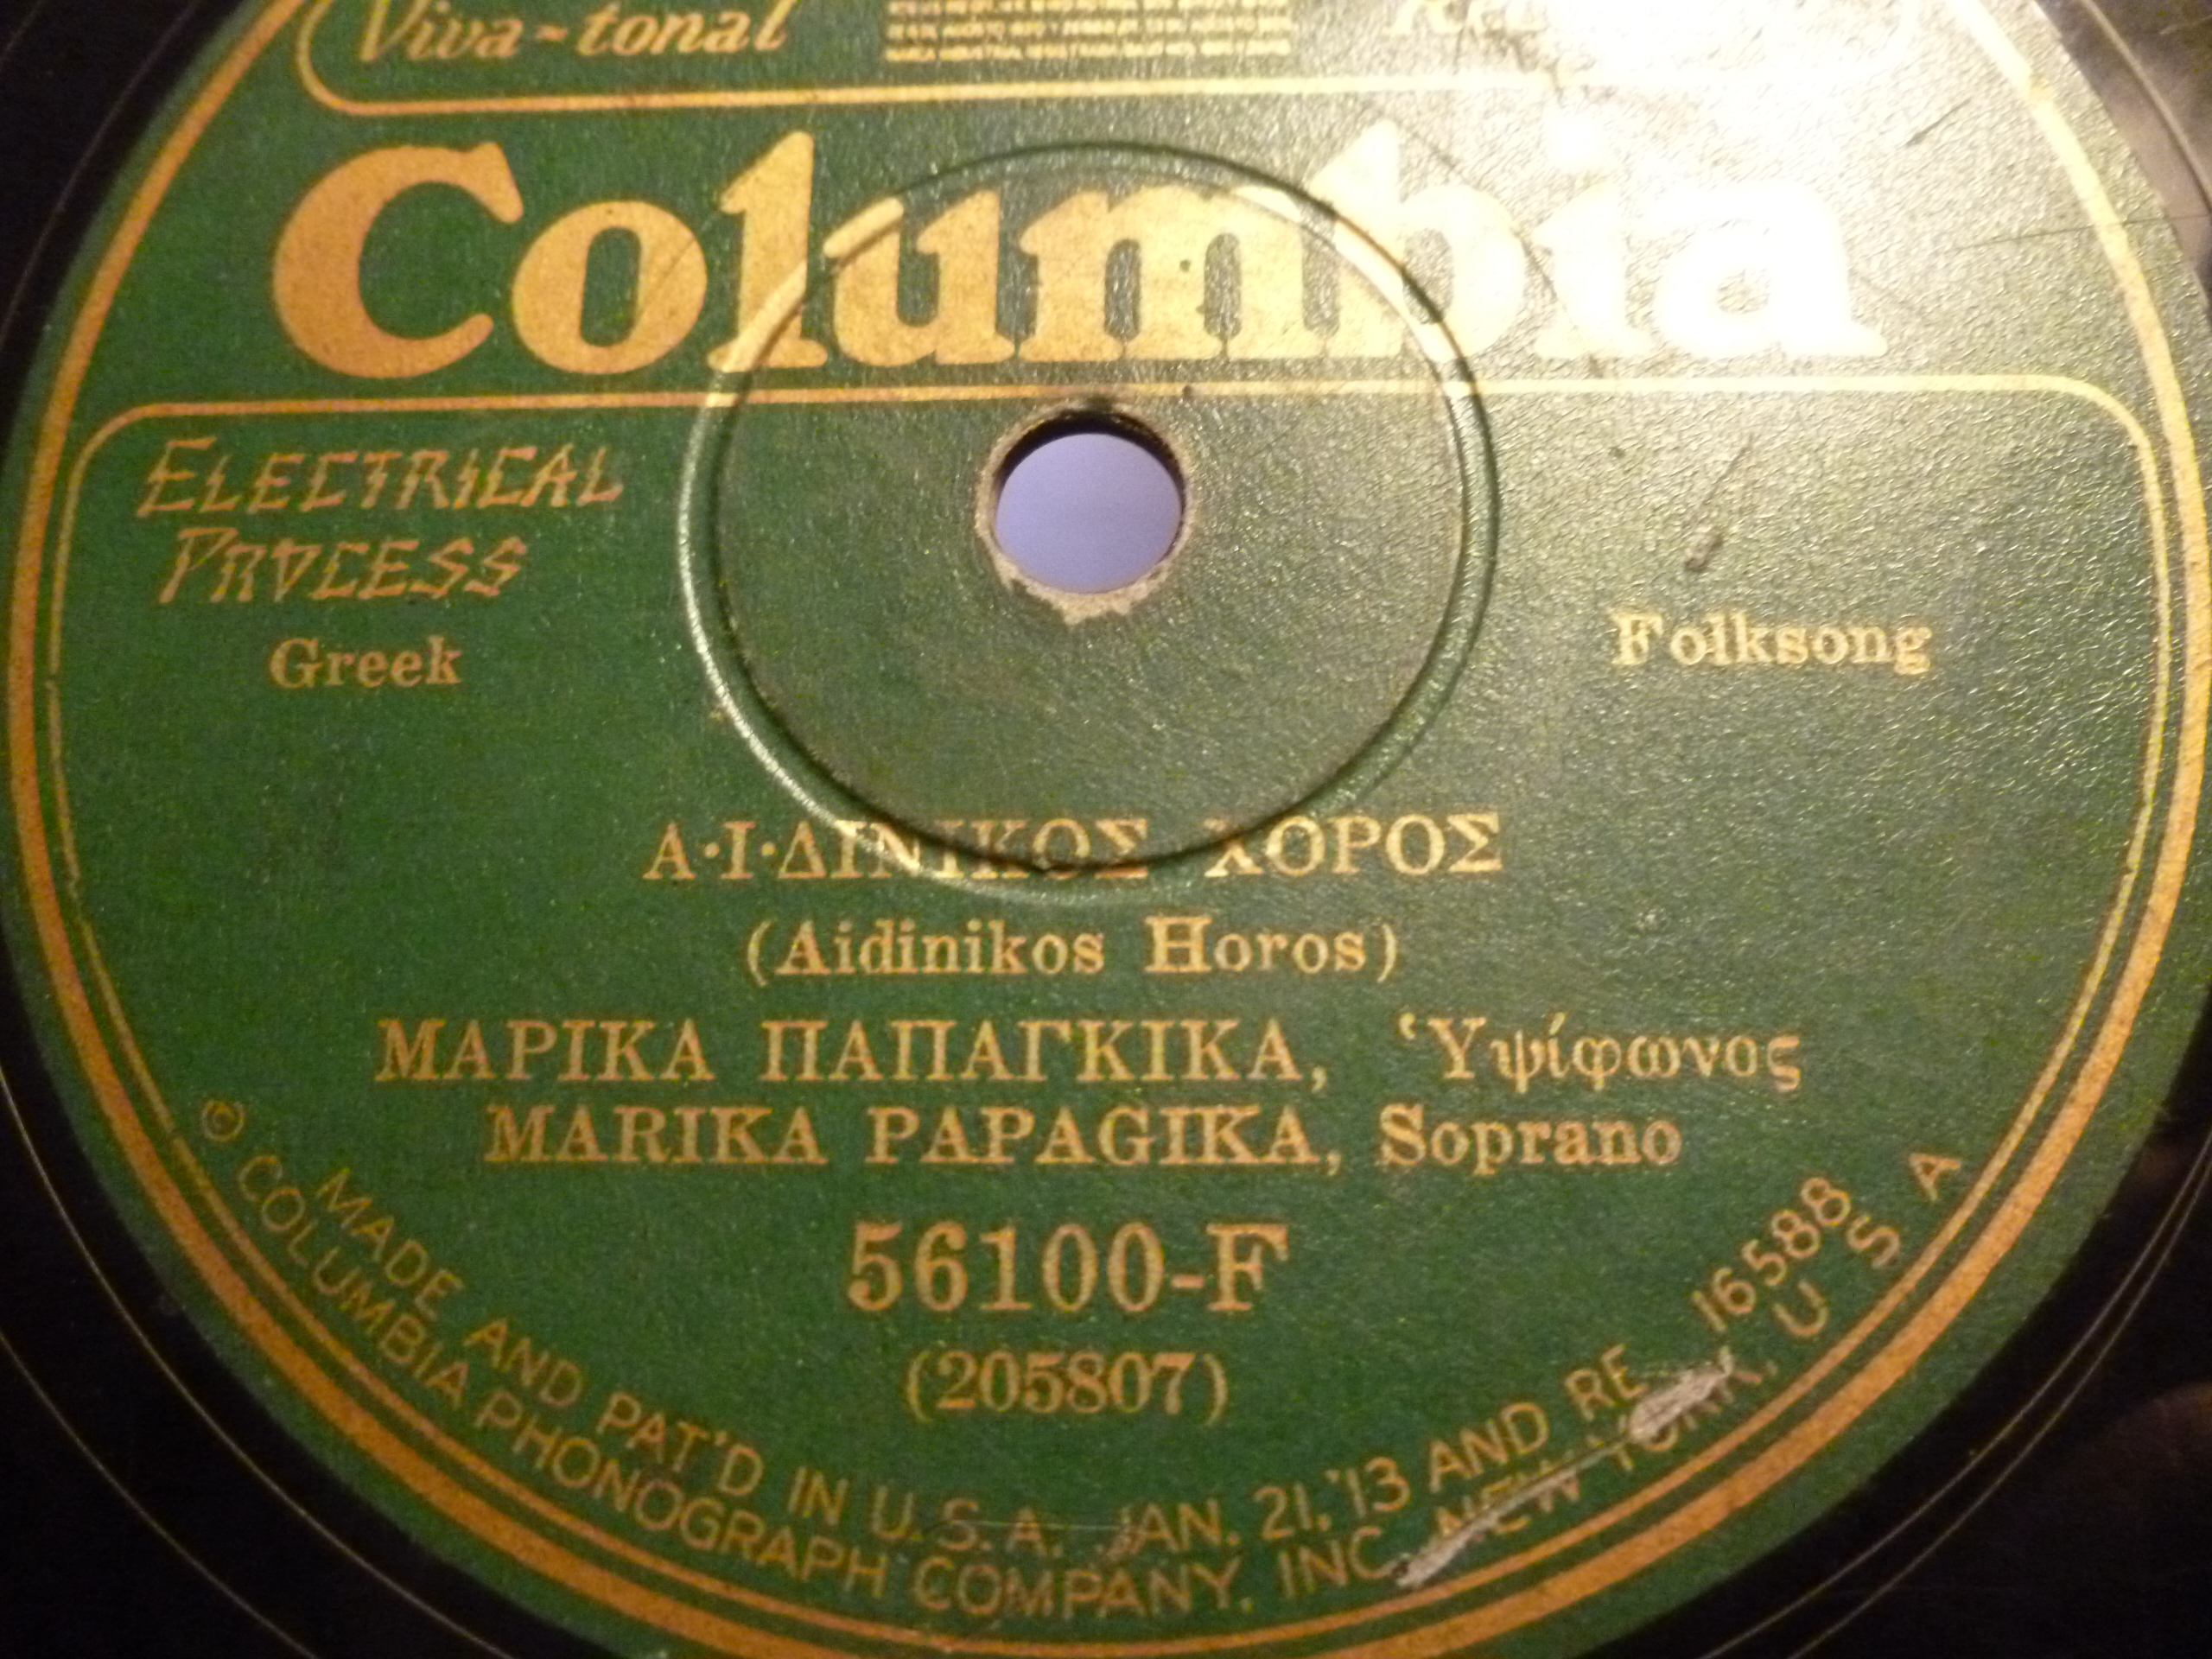 Viva-tonal
Columbia
ELECTRICAL
PROCESS
Greek
Folksong
Α·Ι·ΔΙΝΙΚΟΣ ΧΟΡΟΣ
(Aidinikos Horos)
ΜΑΡΙΚΑ ΠΑΠΑΓΚΙΚΑ, Ὑψίφωνος
MARIKA PAPAGIKA, Soprano
56100-F
(205807)
MADE AND PAT'D IN U.S.A. JAN. 21,'13 AND RE 16588
© COLUMBIA PHONOGRAPH COMPANY, INC. NEW YORK, U S A